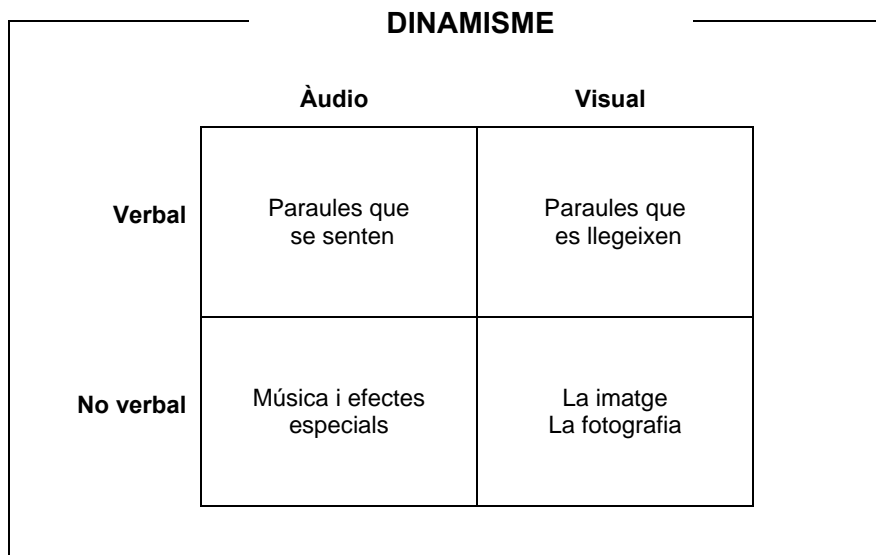 DINAMISME
Àudio
Visual
Verbal
Paraules que
se senten
Paraules que
es llegeixen
No verbal
Música i efectes
especials
La imatge
La fotografia